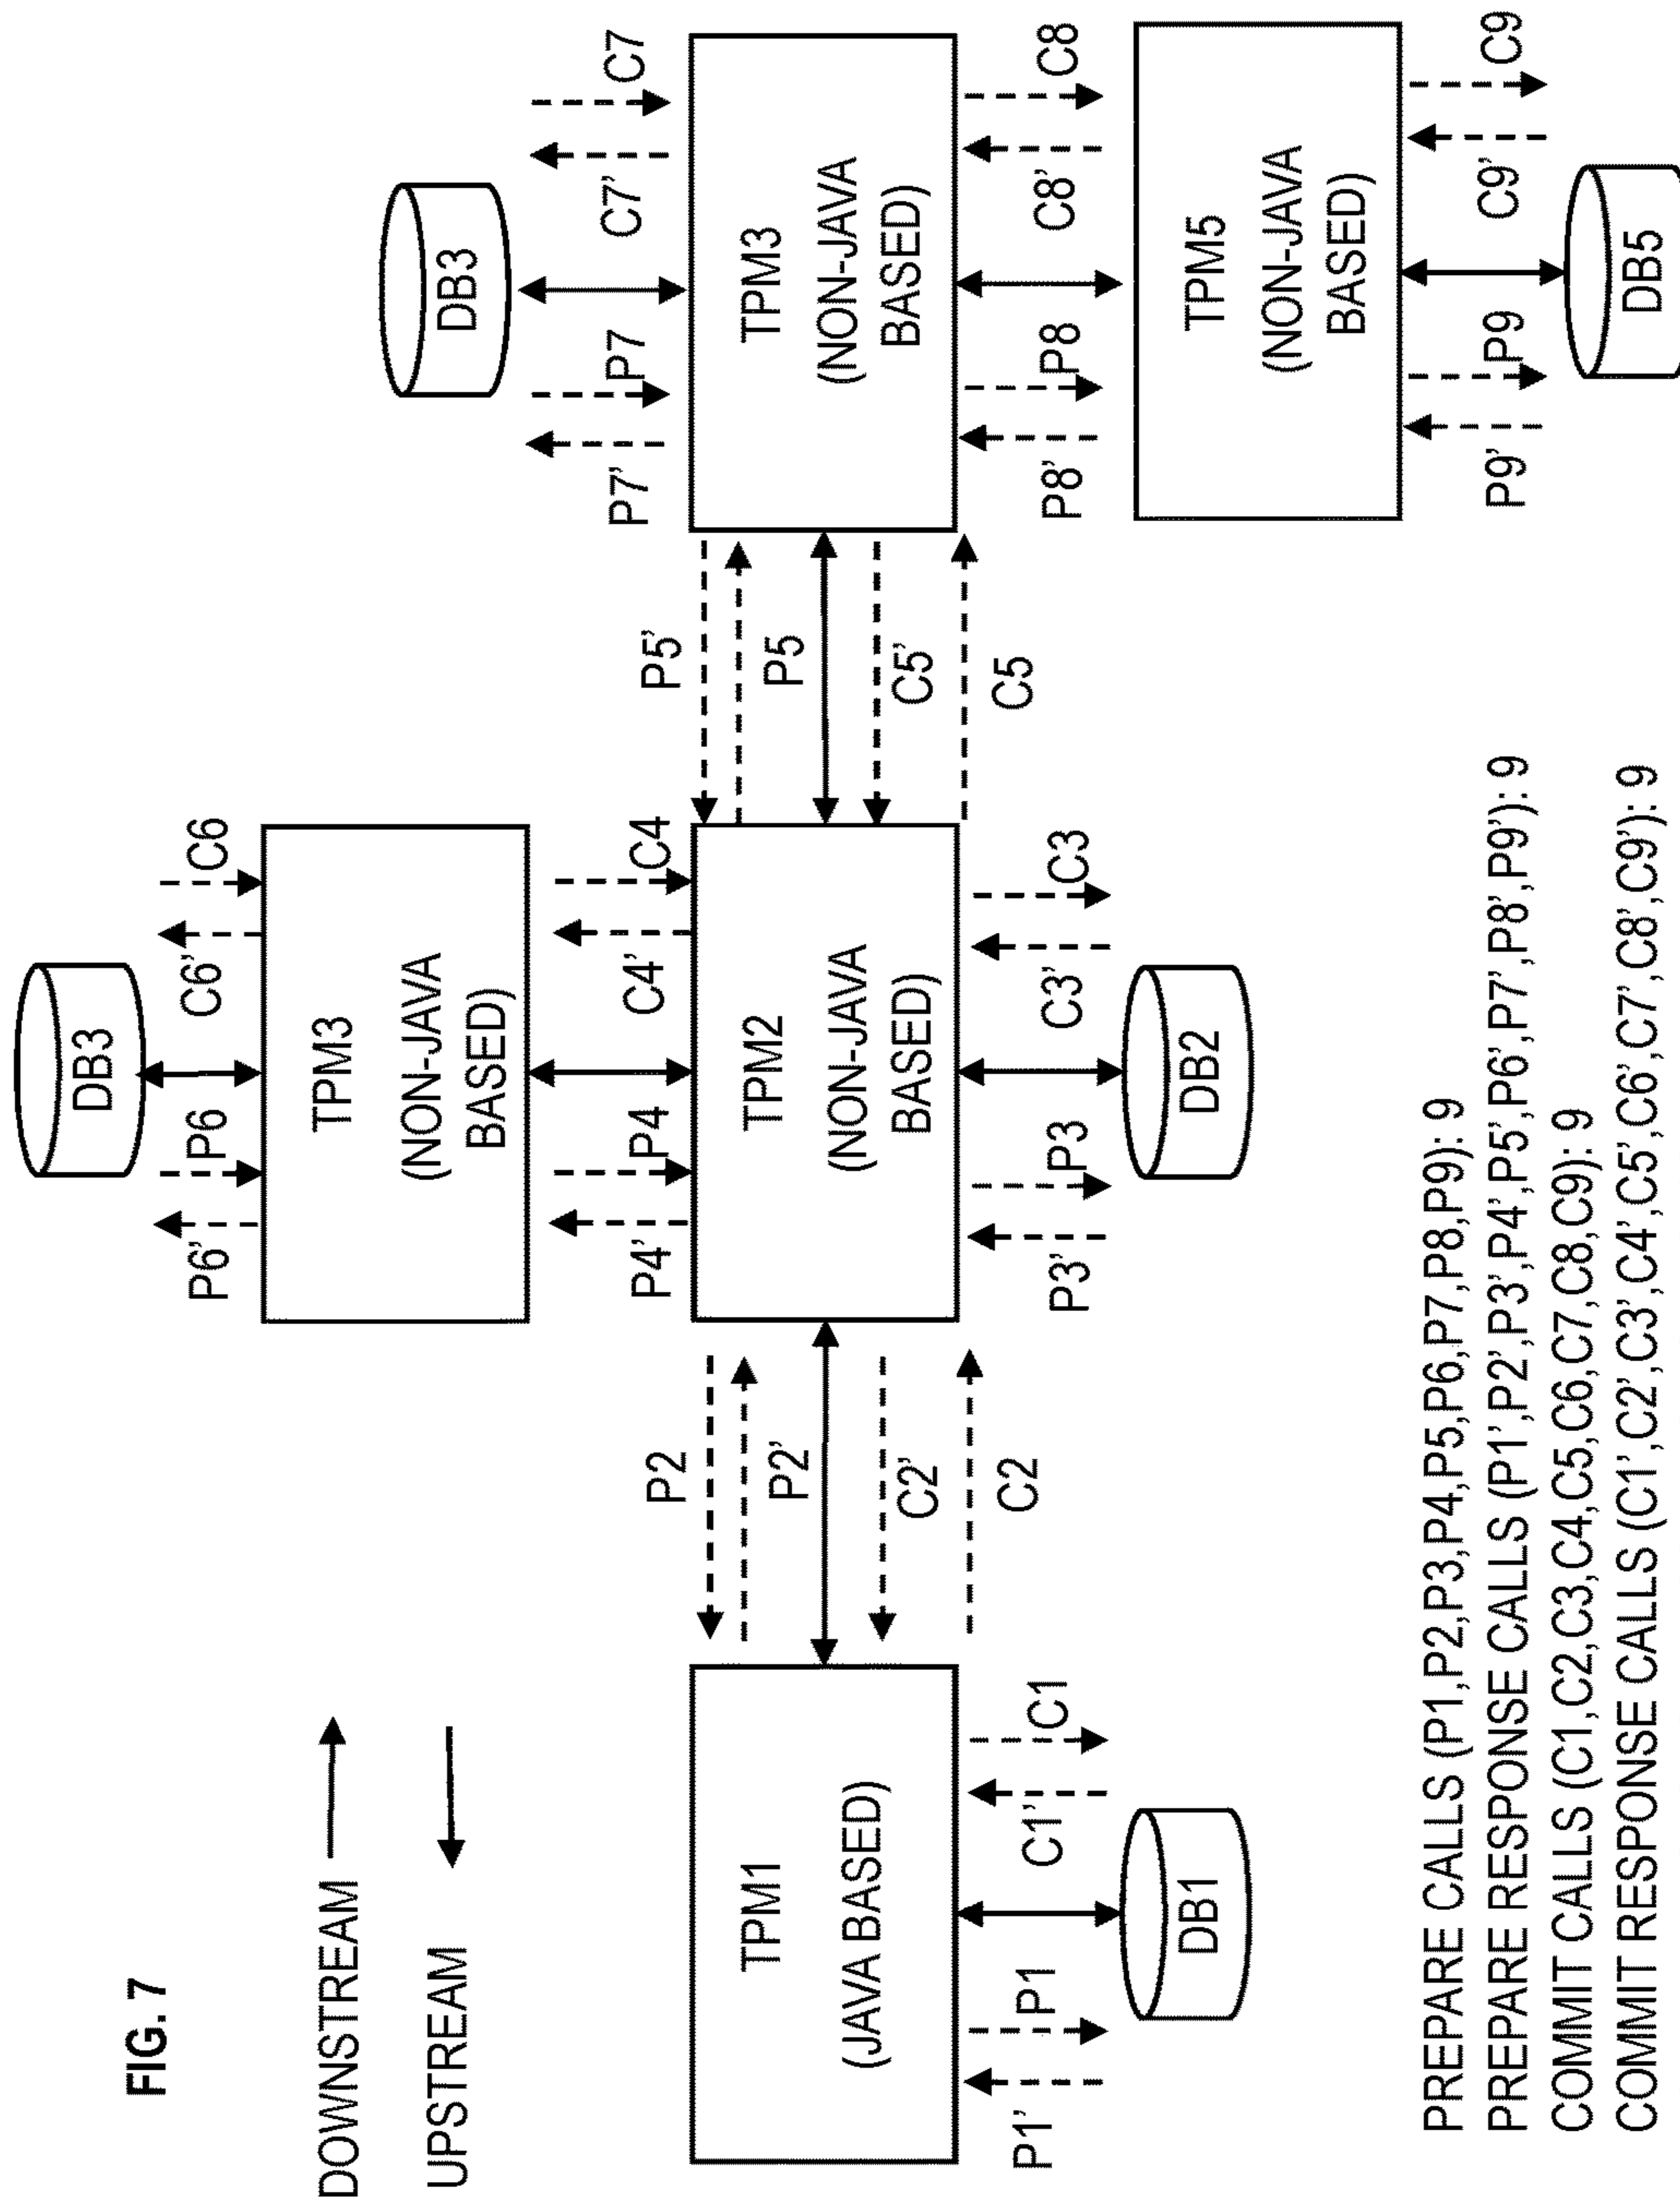 FIG. 7
DOWNSTREAM
UPSTREAM
DB3
P6'
P6
C6'
C6
TPM3
(NON-JAVA
BASED)
P4'
P4
C4'
C4
DB3
P7'
P7
C7'
C7
TPM1
(JAVA BASED)
P2
P2'
C2'
C2
TPM2
(NON-JAVA
BASED)
P5'
P5
C5'
C5
TPM3
(NON-JAVA
BASED)
P1'
P1
C1'
C1
DB1
P3'
P3
C3'
C3
DB2
P8'
P8
C8'
C8
TPM5
(NON-JAVA
BASED)
P9'
P9
C9'
C9
DB5
PREPARE CALLS (P1,P2,P3,P4,P5,P6,P7,P8,P9): 9
PREPARE RESPONSE CALLS (P1',P2',P3',P4',P5',P6',P7',P8',P9'): 9
COMMIT CALLS (C1,C2,C3,C4,C5,C6,C7,C8,C9): 9
COMMIT RESPONSE CALLS (C1',C2',C3',C4',C5',C6',C7',C8',C9'): 9